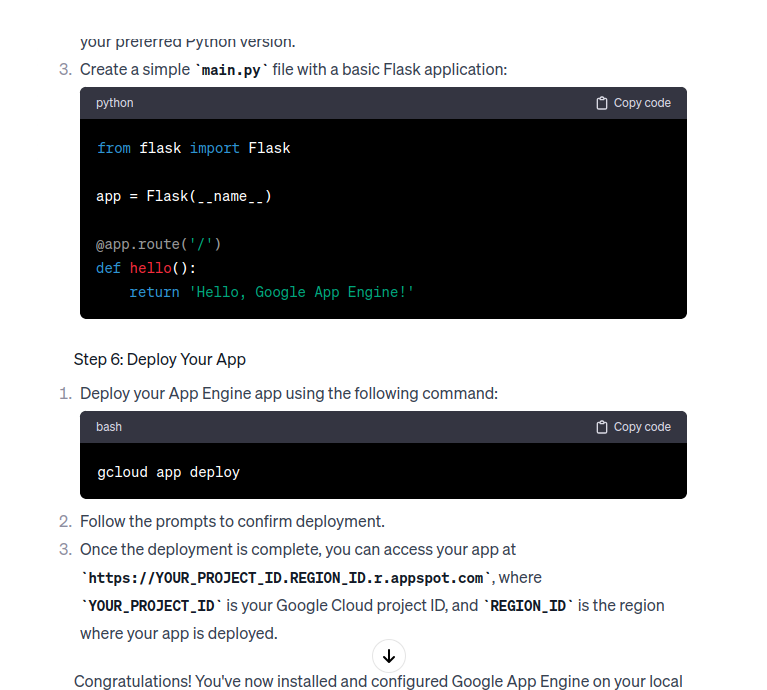 your preferred Python version.
3. Create a simple `main.py` file with a basic Flask application:
python Copy code
from flask import Flask
app = Flask(__name__)
@app.route('/')
def hello():
    return 'Hello, Google App Engine!'
Step 6: Deploy Your App
1. Deploy your App Engine app using the following command:
bash Copy code
gcloud app deploy
2. Follow the prompts to confirm deployment.
3. Once the deployment is complete, you can access your app at
`https://YOUR_PROJECT_ID.REGION_ID.r.appspot.com`, where
`YOUR_PROJECT_ID` is your Google Cloud project ID, and `REGION_ID` is the region
where your app is deployed.
Congratulations! You've now installed and configured Google App Engine on your local